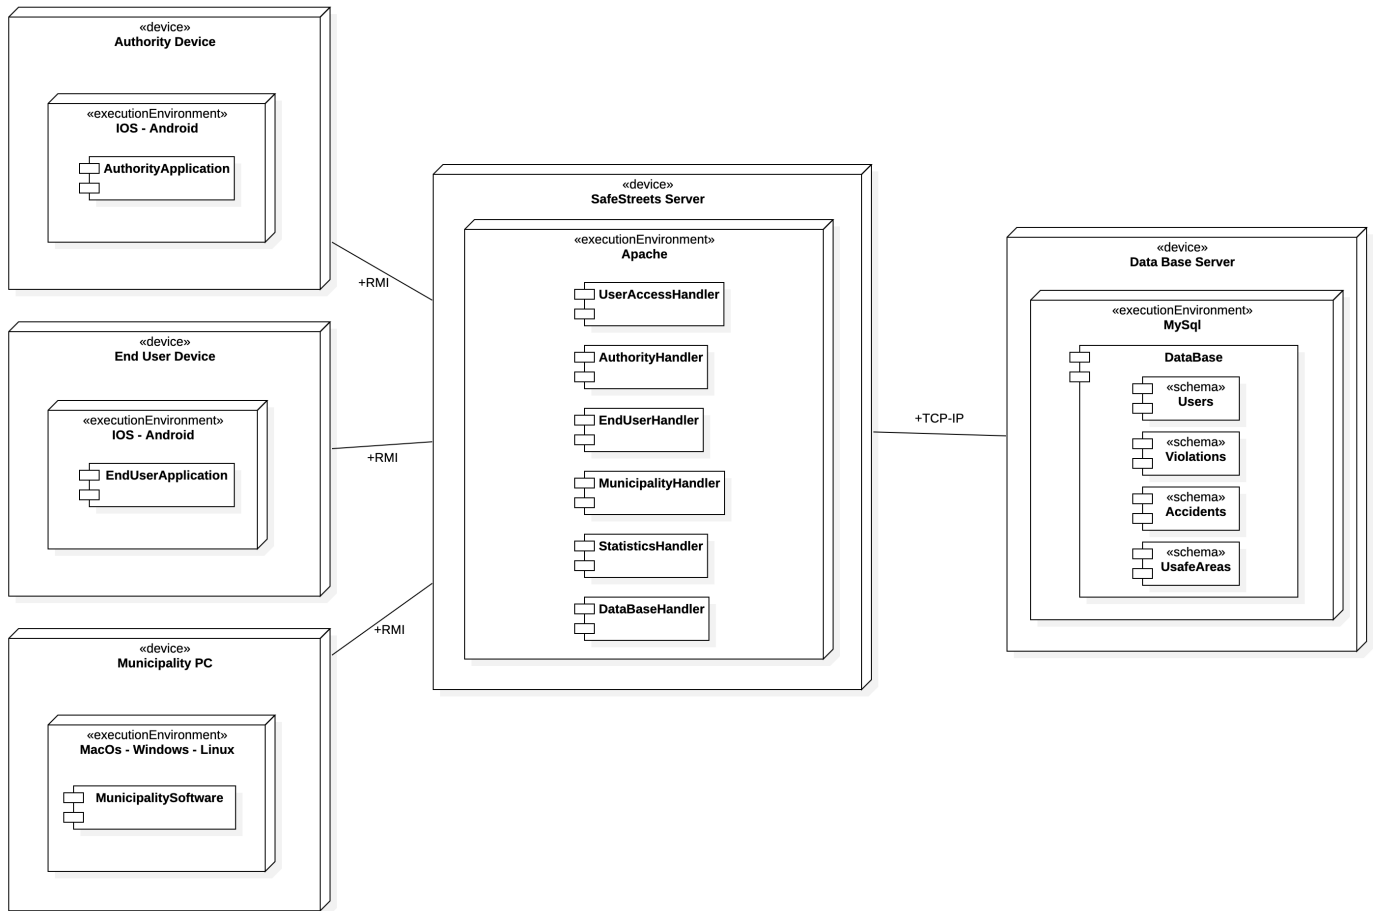 «device»
Authority Device
«executionEnvironment»
IOS - Android
AuthorityApplication
+RMI
«device»
End User Device
«executionEnvironment»
IOS - Android
EndUserApplication
+RMI
«device»
Municipality PC
«executionEnvironment»
MacOs - Windows - Linux
MunicipalitySoftware
+RMI
«device»
SafeStreets Server
«executionEnvironment»
Apache
UserAccessHandler
AuthorityHandler
EndUserHandler
MunicipalityHandler
StatisticsHandler
DataBaseHandler
+TCP-IP
«device»
Data Base Server
«executionEnvironment»
MySql
DataBase
«schema»
Users
«schema»
Violations
«schema»
Accidents
«schema»
UsafeAreas